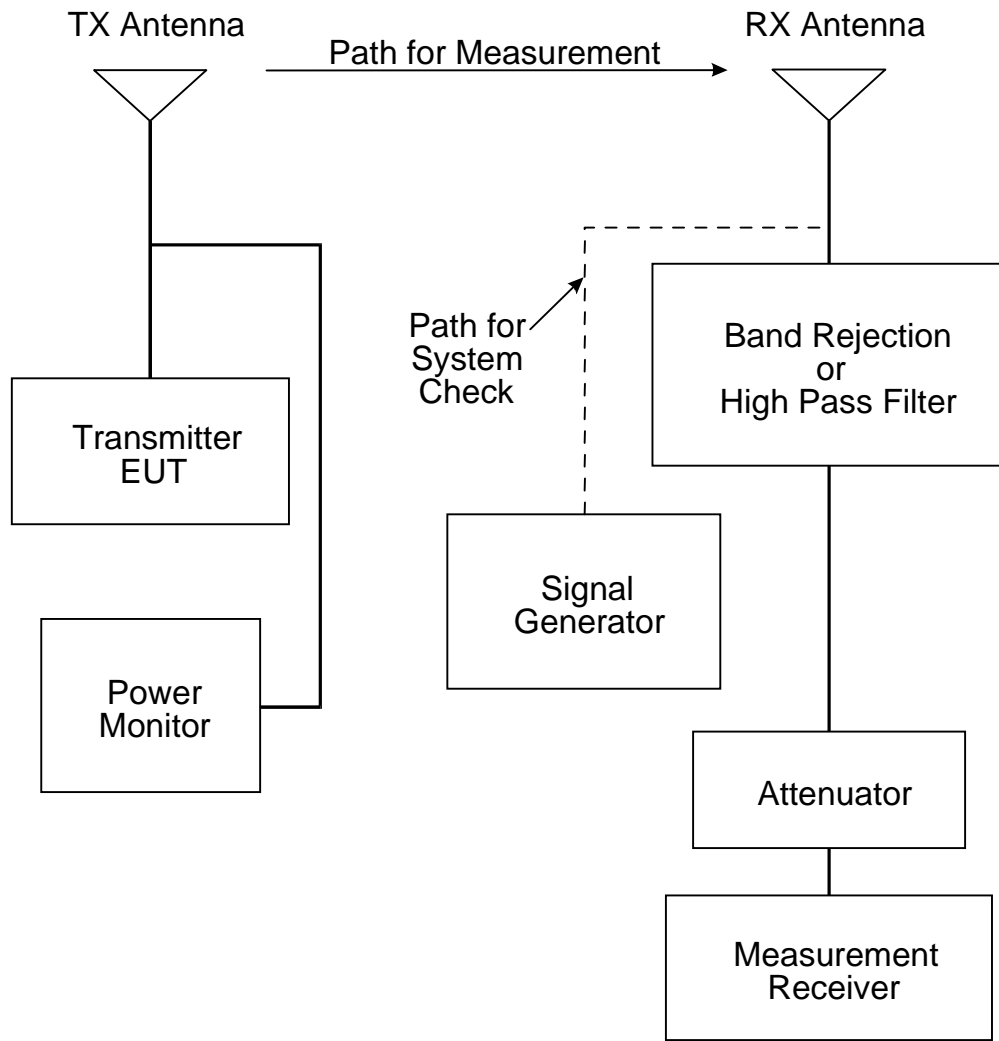 TX Antenna
RX Antenna
Path for Measurement
Path for
System
Check
Band Rejection
or
High Pass Filter
Transmitter
EUT
Signal
Generator
Power
Monitor
Attenuator
Measurement
Receiver